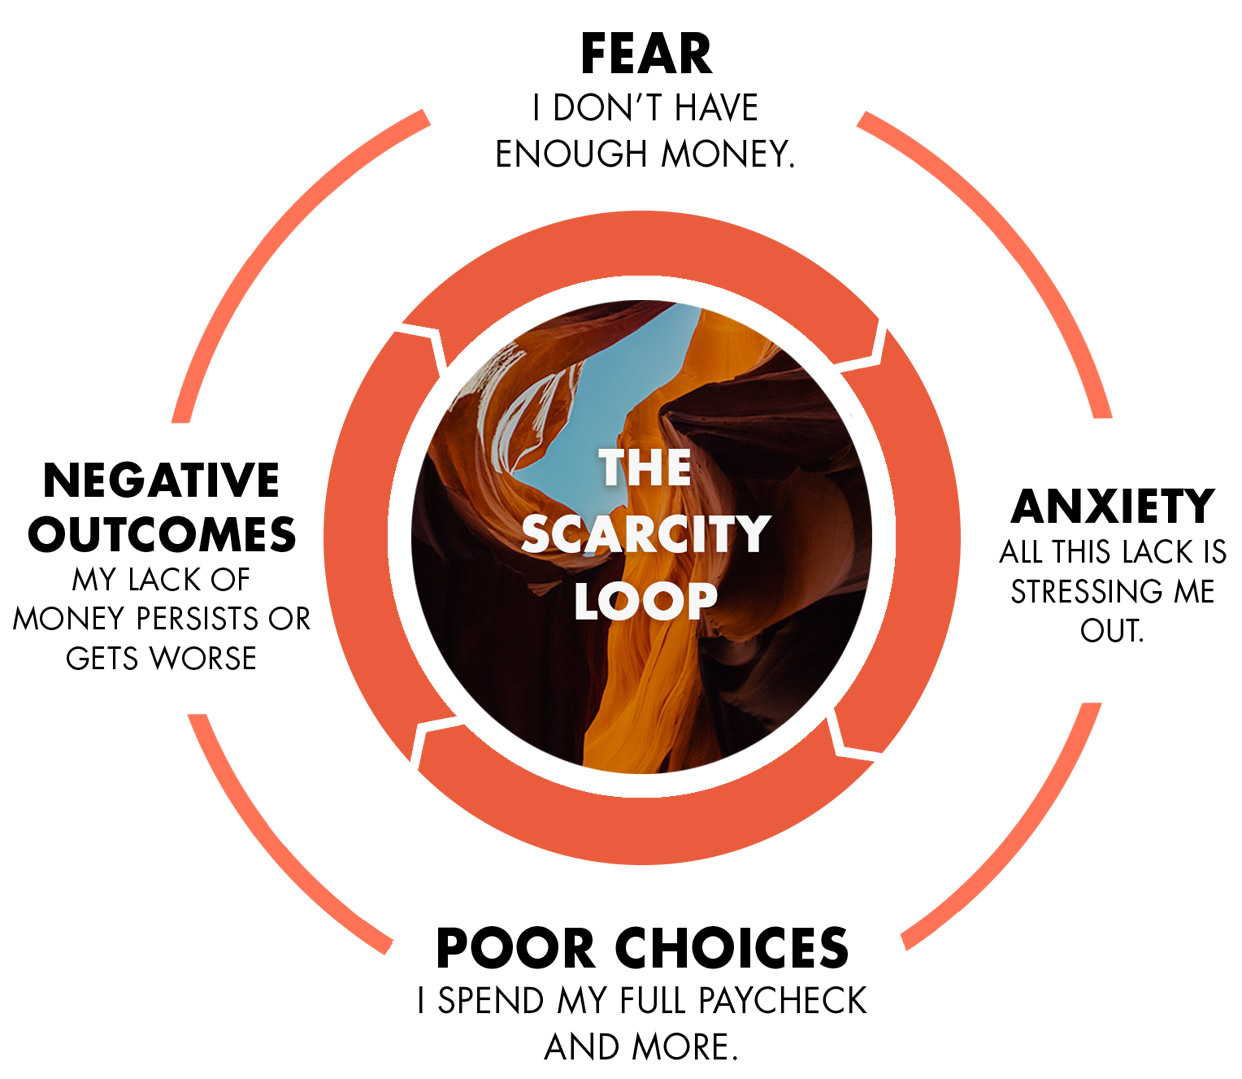 FEAR
I DON’T HAVE
ENOUGH MONEY.
ANXIETY
ALL THIS LACK IS
STRESSING ME
OUT.
POOR CHOICES
I SPEND MY FULL PAYCHECK
AND MORE.
NEGATIVE
OUTCOMES
MY LACK OF
MONEY PERSISTS OR
GETS WORSE
THE
SCARCITY
LOOP